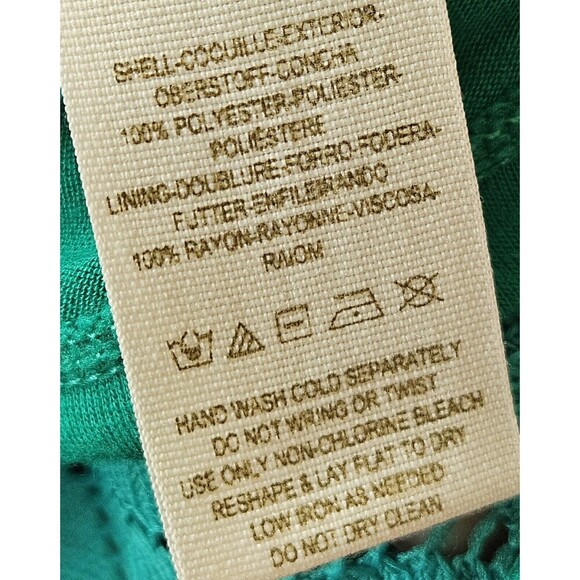 SHELL-COQUILLE-EXTERIOR-
OBERSTOFF-CONCHA
100% POLYESTER-POLIESTER-
POLIÉSTERE
LINING-DOUBLURE-FORRO-FODERA-
FUTTER-ENFILEIRANDO
100% RAYON-RAYONNE-VISCOSA-
RAIOM
HAND WASH COLD SEPARATELY
DO NOT WRING OR TWIST
USE ONLY NON-CHLORINE BLEACH
RESHAPE & LAY FLAT TO DRY
LOW IRON AS NEEDED
DO NOT DRY CLEAN